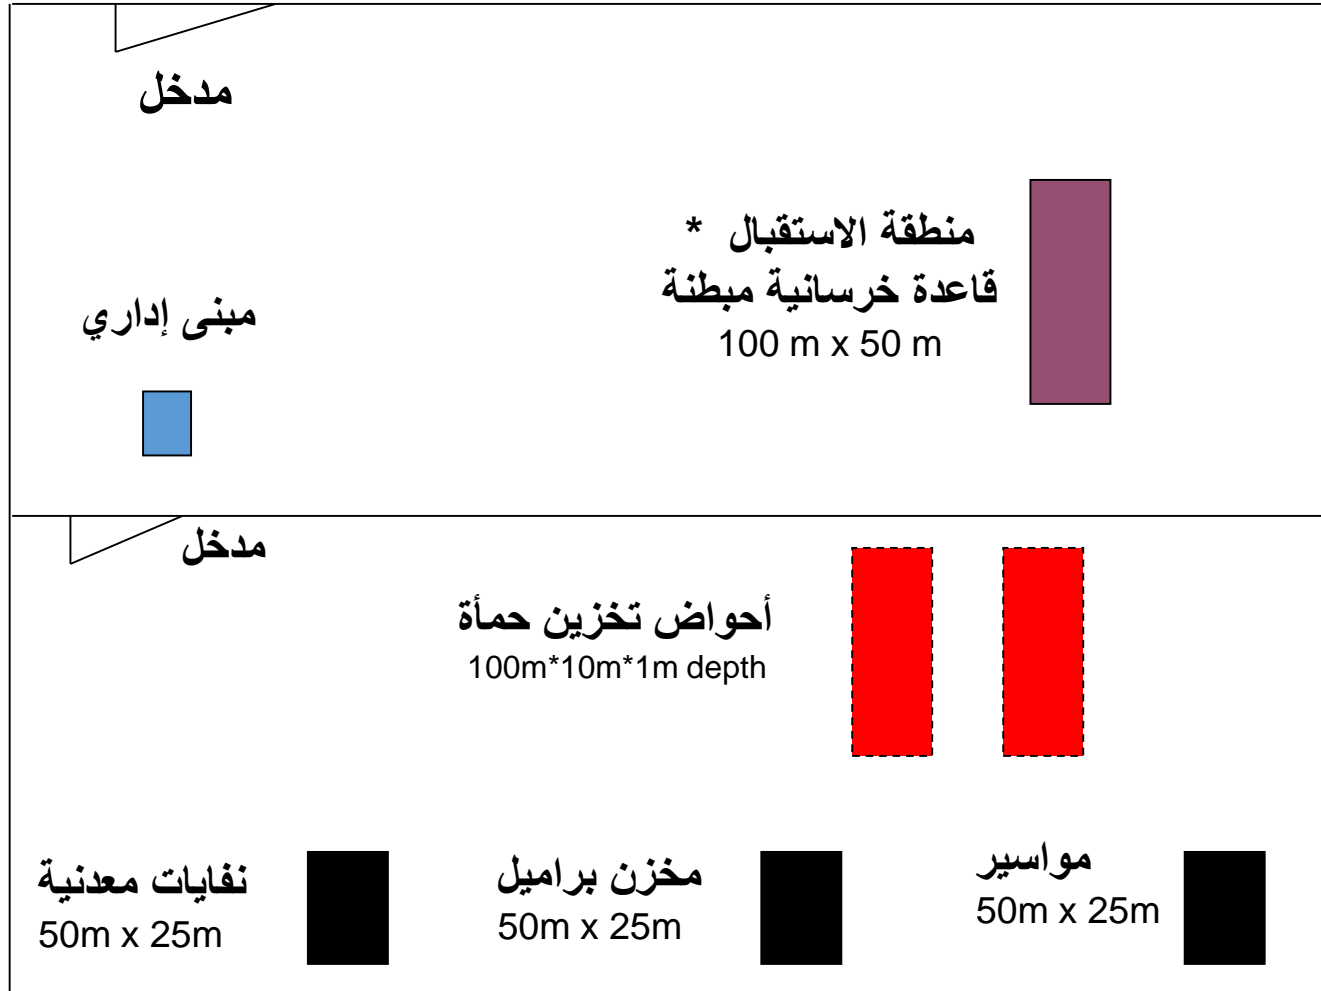 مدخل
منطقة الاستقبال *
قاعدة خرسانية مبطنة
100 m x 50 m
مبنى إداري
مدخل
أحواض تخزين حمأة
100m*10m*1m depth
مواسير
50m x 25m
مخزن براميل
50m x 25m
نفايات معدنية
50m x 25m